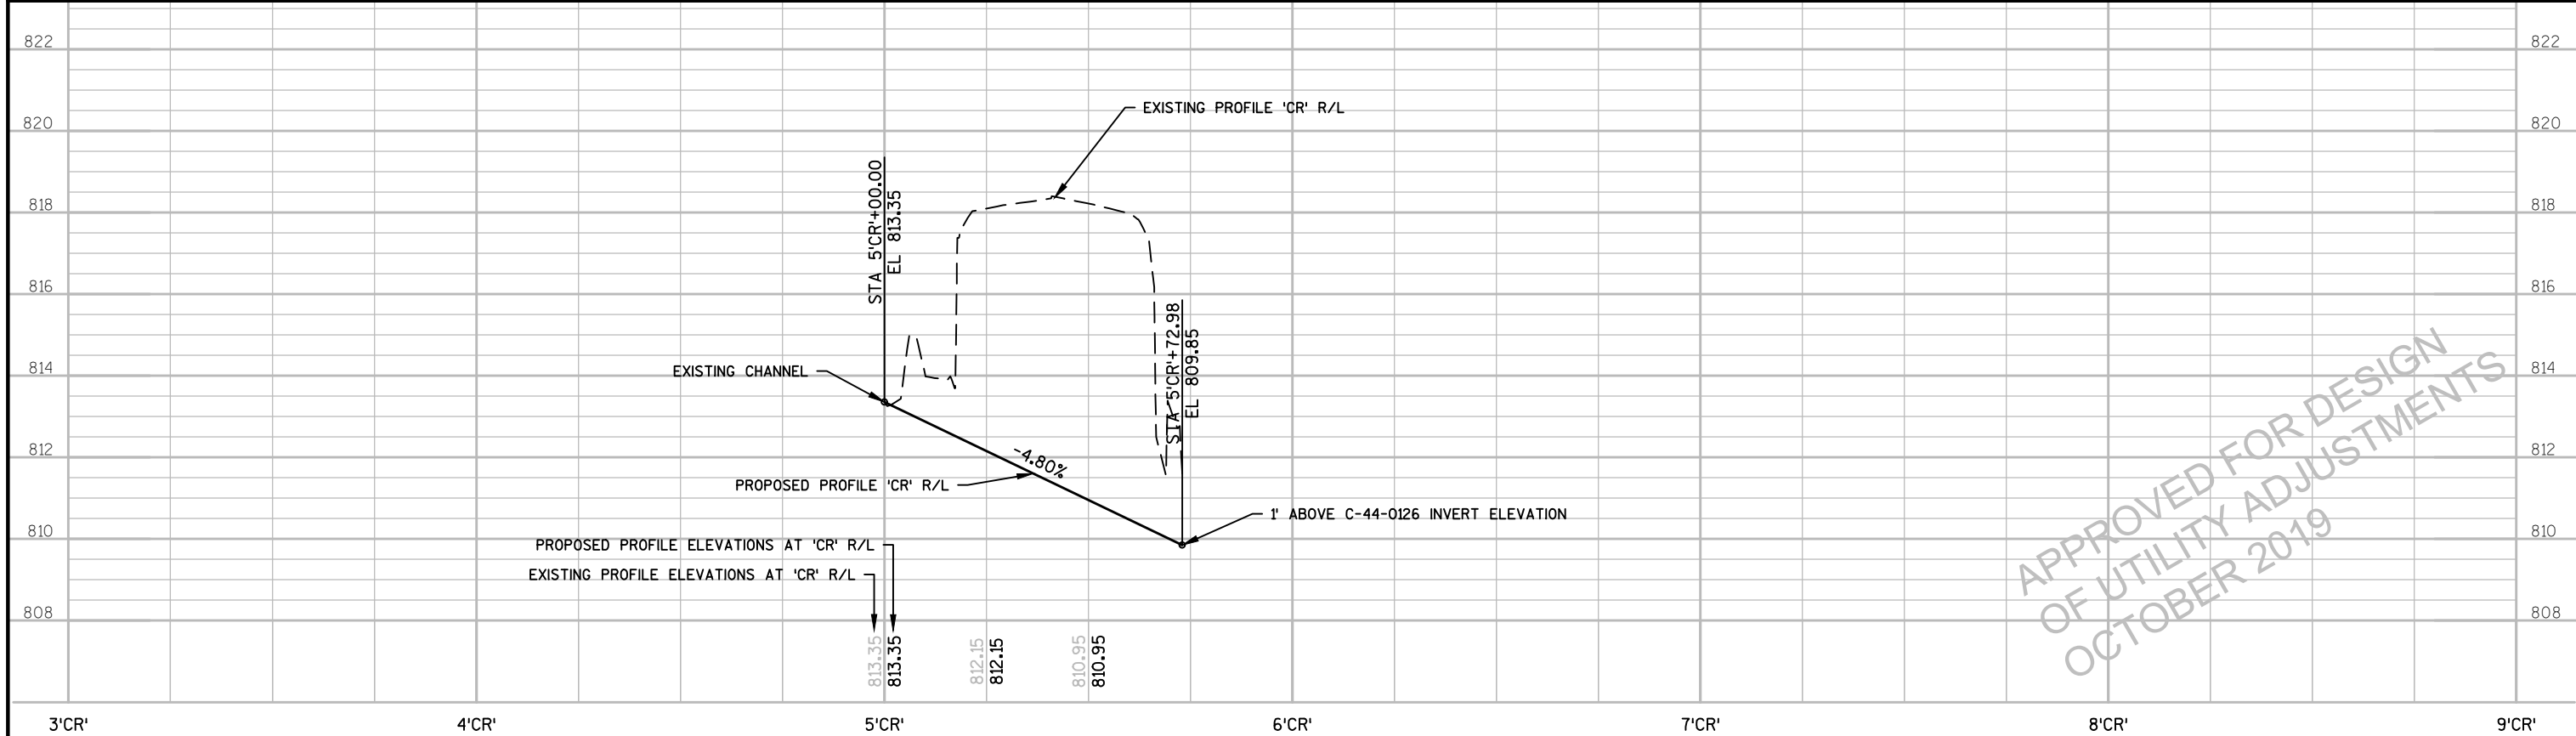 822
822
EXISTING PROFILE 'CR' R/L
820
820
STA 5'CR'+00.00
EL 813.35
818
818
816
816
STA 5'CR'+72.98
EL 809.85
EXISTING CHANNEL
814
814
812
812
-4.80%
PROPOSED PROFILE 'CR' R/L
1' ABOVE C-44-0126 INVERT ELEVATION
810
810
PROPOSED PROFILE ELEVATIONS AT 'CR' R/L
EXISTING PROFILE ELEVATIONS AT 'CR' R/L
808
808
APPROVED FOR DESIGN
OF UTILITY ADJUSTMENTS
OCTOBER 2019
813.35
813.35
812.15
812.15
810.95
810.95
3'CR'
4'CR'
5'CR'
6'CR'
7'CR'
8'CR'
9'CR'